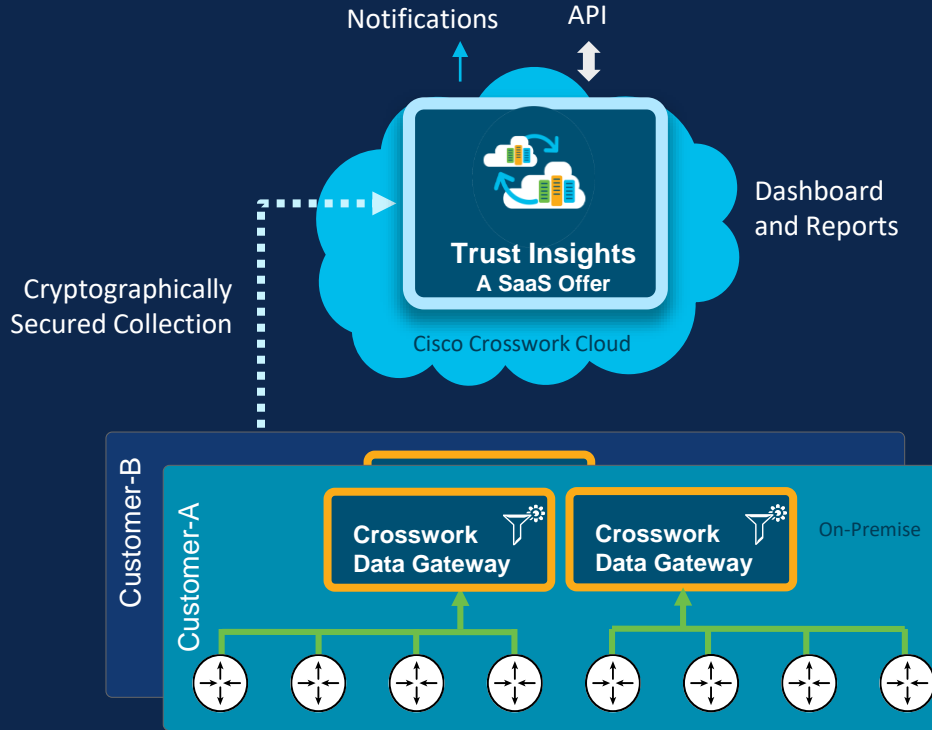 Notifications
API
Trust Insights
A SaaS Offer
Cisco Crosswork Cloud
Dashboard
and Reports
Cryptographically
Secured Collection
Customer-B
Customer-A
Crosswork
Data Gateway
Crosswork
Data Gateway
On-Premise